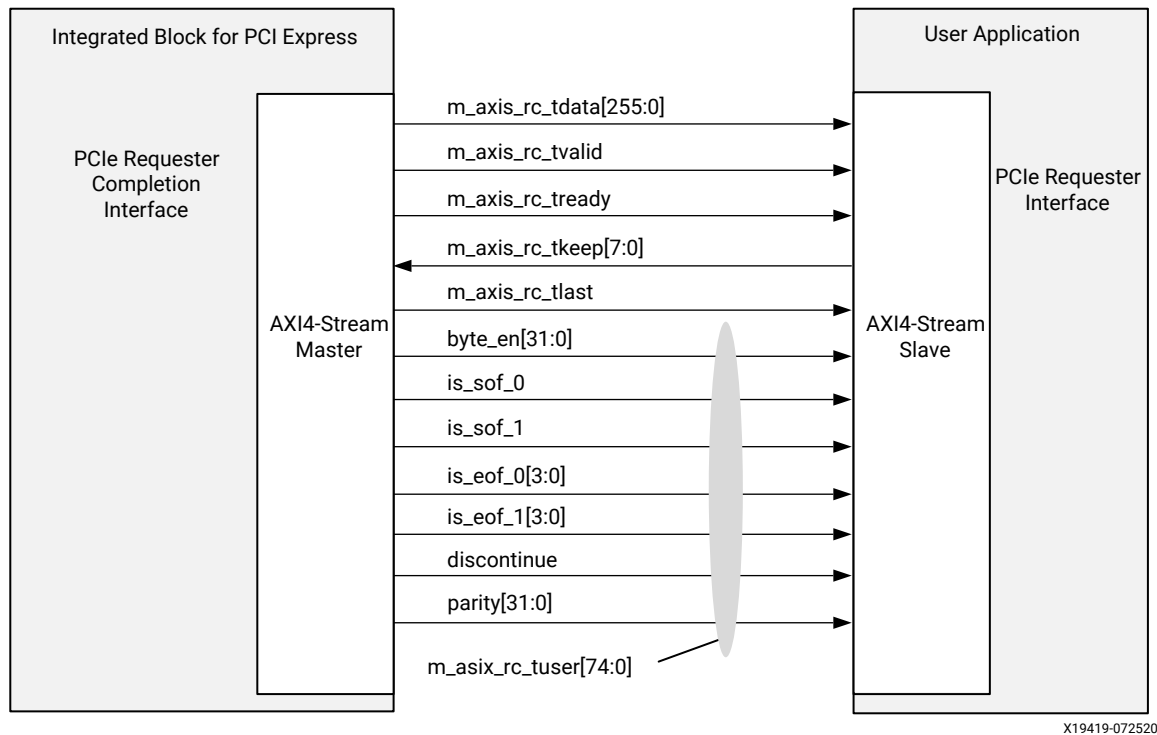 Integrated Block for PCI Express
User Application
PCIe Requester
Completion
Interface
AXI4-Stream
Master
m_axis_rc_tdata[255:0]
m_axis_rc_tvalid
m_axis_rc_tready
m_axis_rc_tkeep[7:0]
m_axis_rc_tlast
byte_en[31:0]
is_sof_0
is_sof_1
is_eof_0[3:0]
is_eof_1[3:0]
discontinue
parity[31:0]
m_asix_rc_tuser[74:0]
AXI4-Stream
Slave
PCIe Requester
Interface
X19419-072520